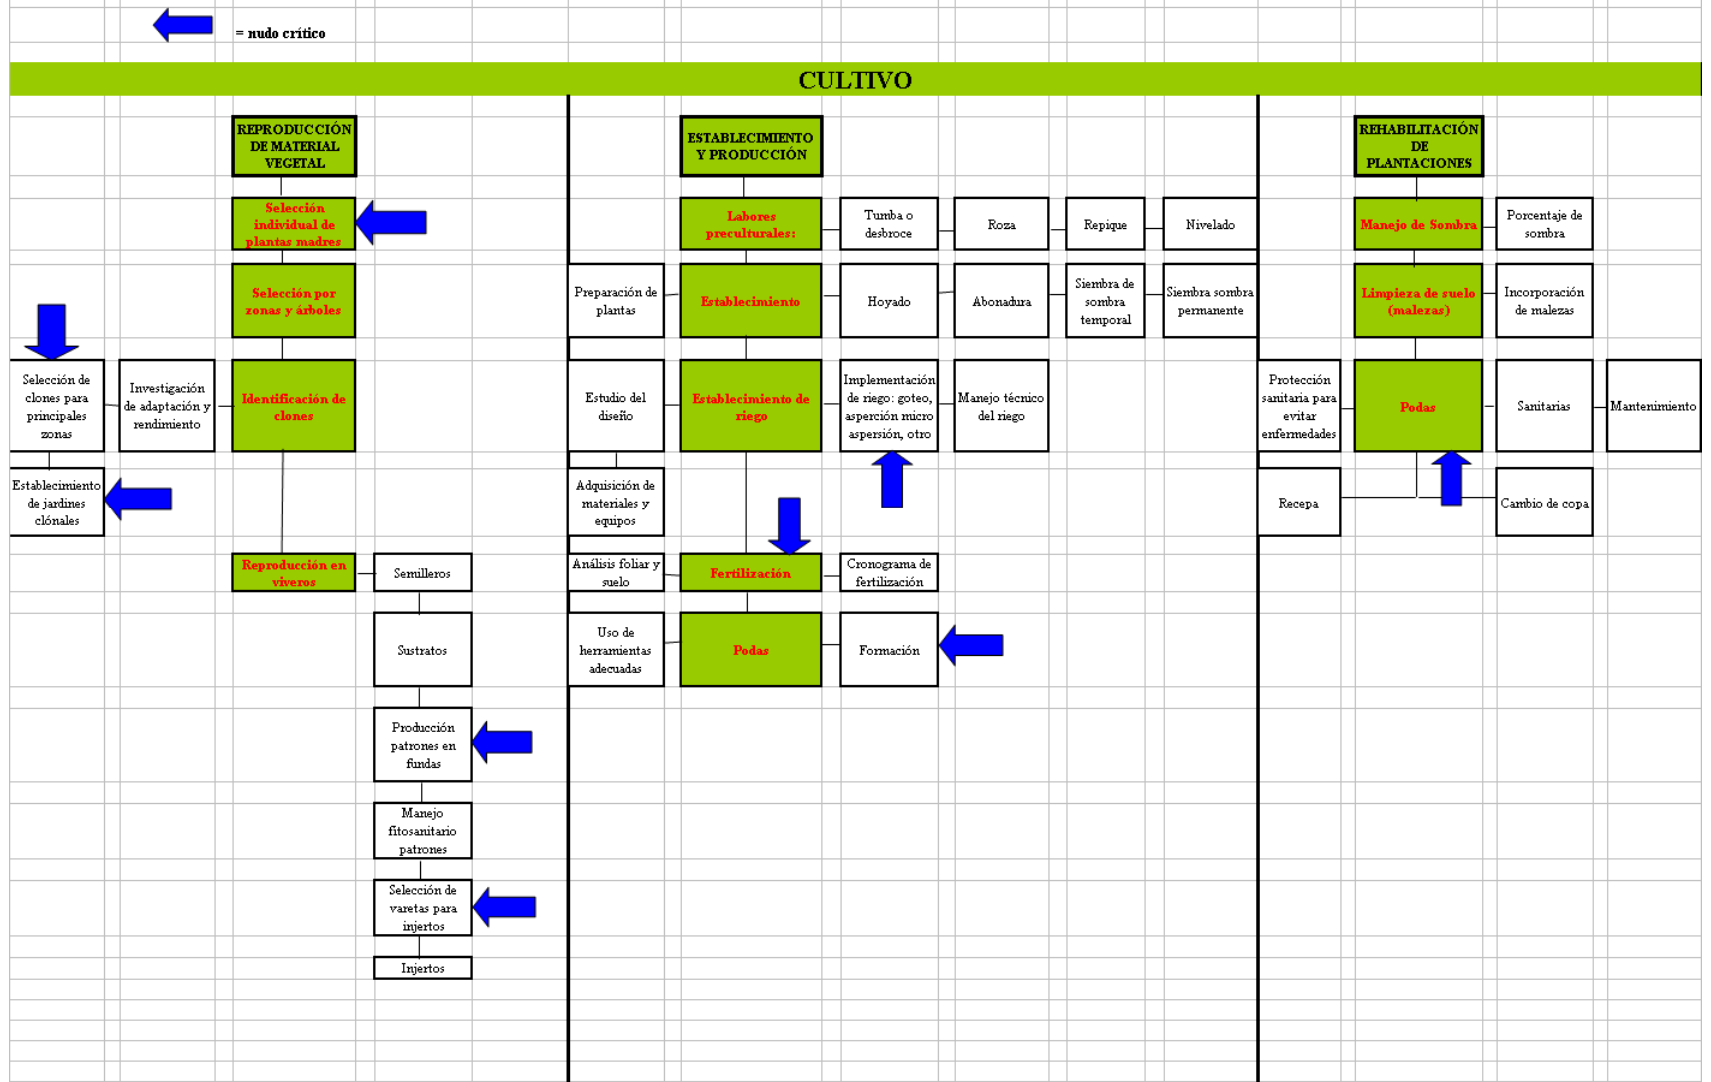 = nudo crítico
CULTIVO
REPRODUCCIÓN
DE MATERIAL
VEGETAL
Selección
individual de
plantas madres
Selección por
zonas y árboles
Selección de
clones para
principales
zonas
Investigación
de adaptación y
rendimiento
Identificación de
clones
Establecimiento
de jardines
clónales
Reproducción en
viveros
Semilleros
Sustratos
Producción
patrones en
fundas
Manejo
fitosanitario
patrones
Selección de
varetas para
injertos
Injertos
ESTABLECIMIENTO
Y PRODUCCIÓN
Labores
preculturales:
Tumba o
desbroce
Roza
Repique
Nivelado
Preparación de
plantas
Establecimiento
Hoyado
Abonadura
Siembra de
sombra
temporal
Siembra sombra
permanente
Estudio del
diseño
Establecimiento de
riego
Implementación
de riego: goteo,
asperción micro
aspersión, otro
Manejo técnico
del riego
Adquisición de
materiales y
equipos
Análisis foliar y
suelo
Fertilización
Cronograma de
fertilización
Uso de
herramientas
adecuadas
Podas
Formación
REHABILITACIÓN
DE
PLANTACIONES
Manejo de Sombra
Porcentaje de
sombra
Limpieza de suelo
(malezas)
Incorporación
de malezas
Protección
sanitaria para
evitar
enfermedades
Podas
Sanitarias
Mantenimiento
Recepa
Cambio de copa